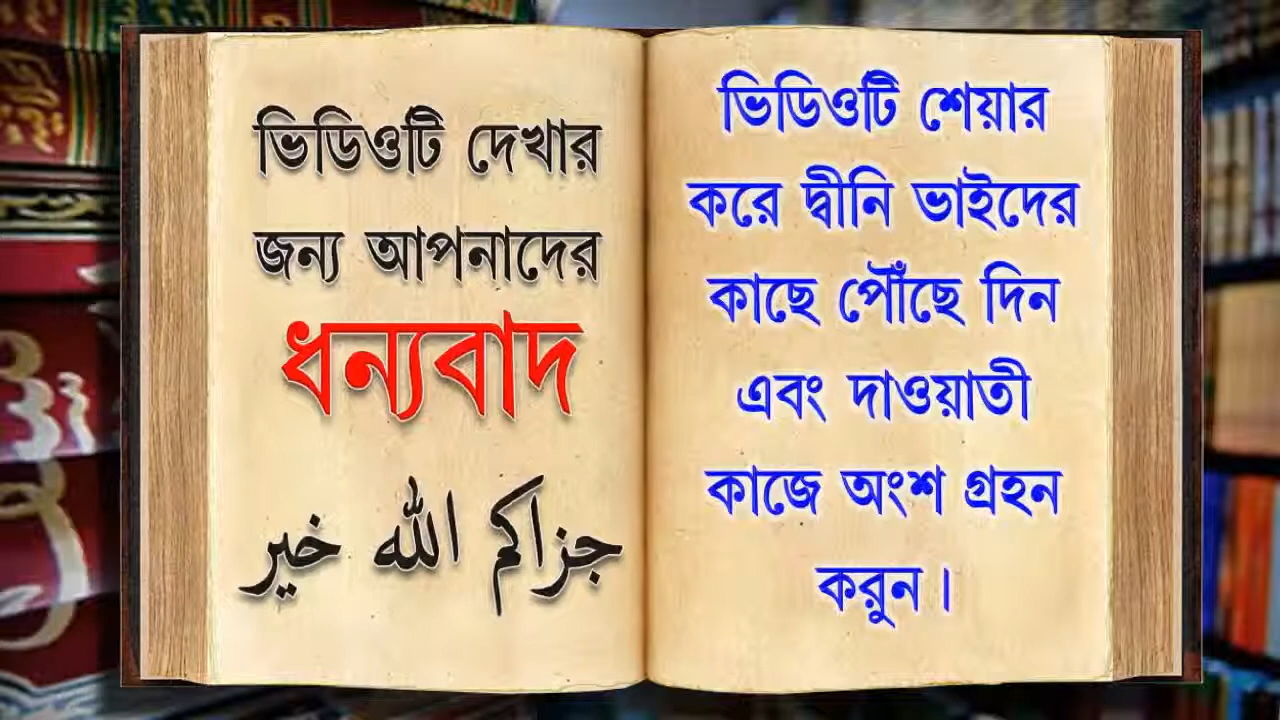 ভিডিওটি দেখার
জন্য আপনাদের
ধন্যবাদ
جزاكم الله خير
ভিডিওটি শেয়ার
করে দ্বীনি ভাইদের
কাছে পৌঁছে দিন
এবং দাওয়াতী
কাজে অংশ গ্রহন
করুন।